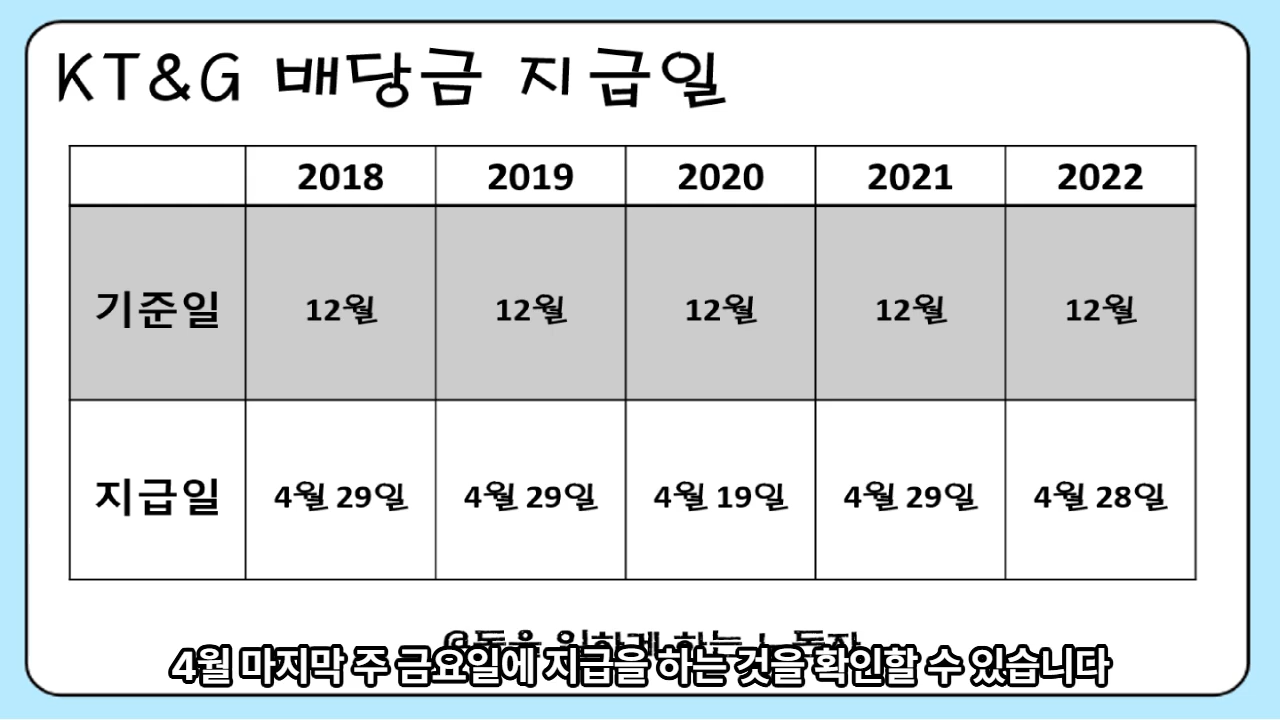 KT&G 배당금 지급일
2018 2019 2020 2021 2022
기준일 12월 12월 12월 12월 12월
지급일 4월 29일 4월 29일 4월 19일 4월 29일 4월 28일
4월 마지막 주 금요일에 지급을 하는 것을 확인할 수 있습니다